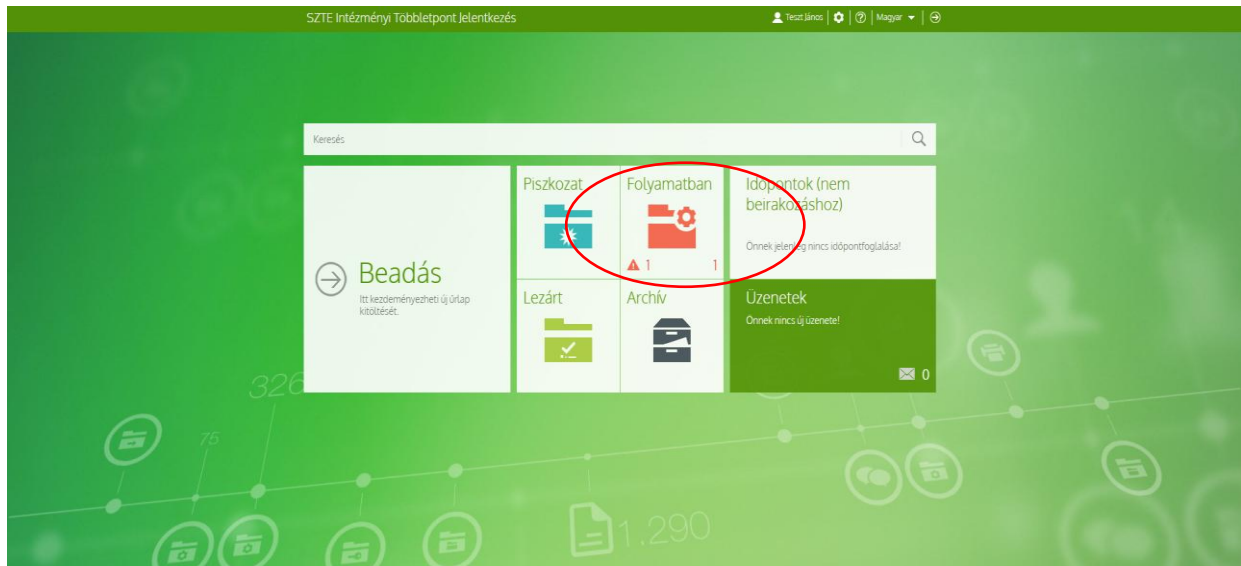 SZTE Intézményi Többletpont Jelentkezés
Teszt János
Magyar
Keresés
Beadás
Itt kezdeményezheti új űrlap
kitöltését.
Piszkozat
Folyamatban
1 1
Lezárt
Archív
Időpontok (nem
beirakozáshoz)
Önnek jelenleg nincs időpontfoglalása!
Üzenetek
Önnek nincs új üzenete!
0
326
75
1.290